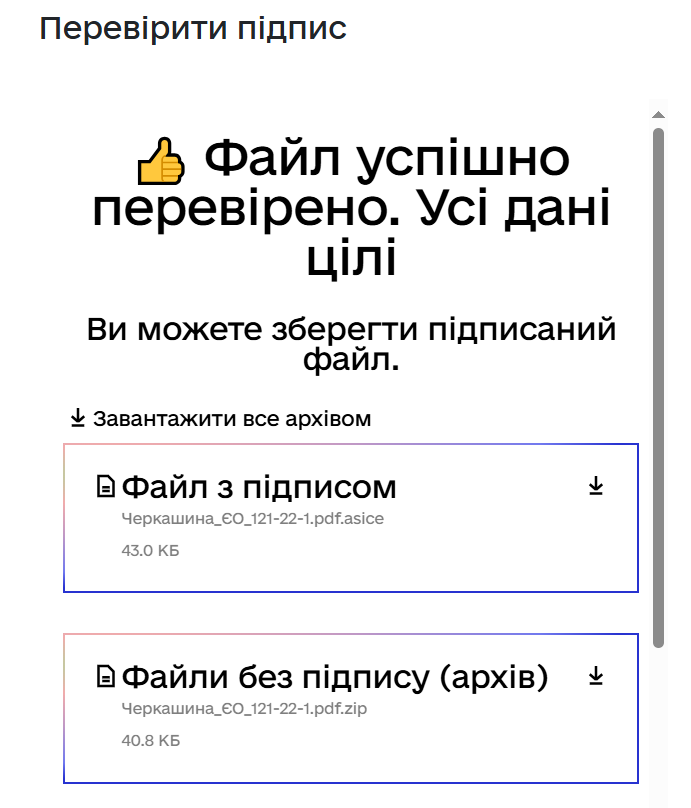 Перевірити підпис
👍 Файл успішно
перевірено. Усі дані
цілі
Ви можете зберегти підписаний
файл.
Завантажити все архівом
Файл з підписом
Черкашина_ЄО_121-22-1.pdf.asice
43.0 КБ
Файли без підпису (архів)
Черкашина_ЄО_121-22-1.pdf.zip
40.8 КБ